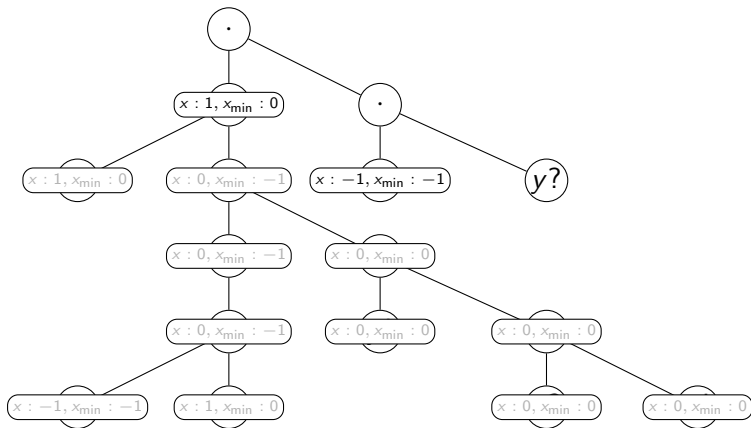 ·
x : 1, x_min : 0
·
x : 1, x_min : 0
x : 0, x_min : −1
x : −1, x_min : −1
y?
x : 0, x_min : −1
x : 0, x_min : 0
x : 0, x_min : −1
x : 0, x_min : 0
x : 0, x_min : 0
x : −1, x_min : −1
x : 1, x_min : 0
x : 0, x_min : 0
x : 0, x_min : 0